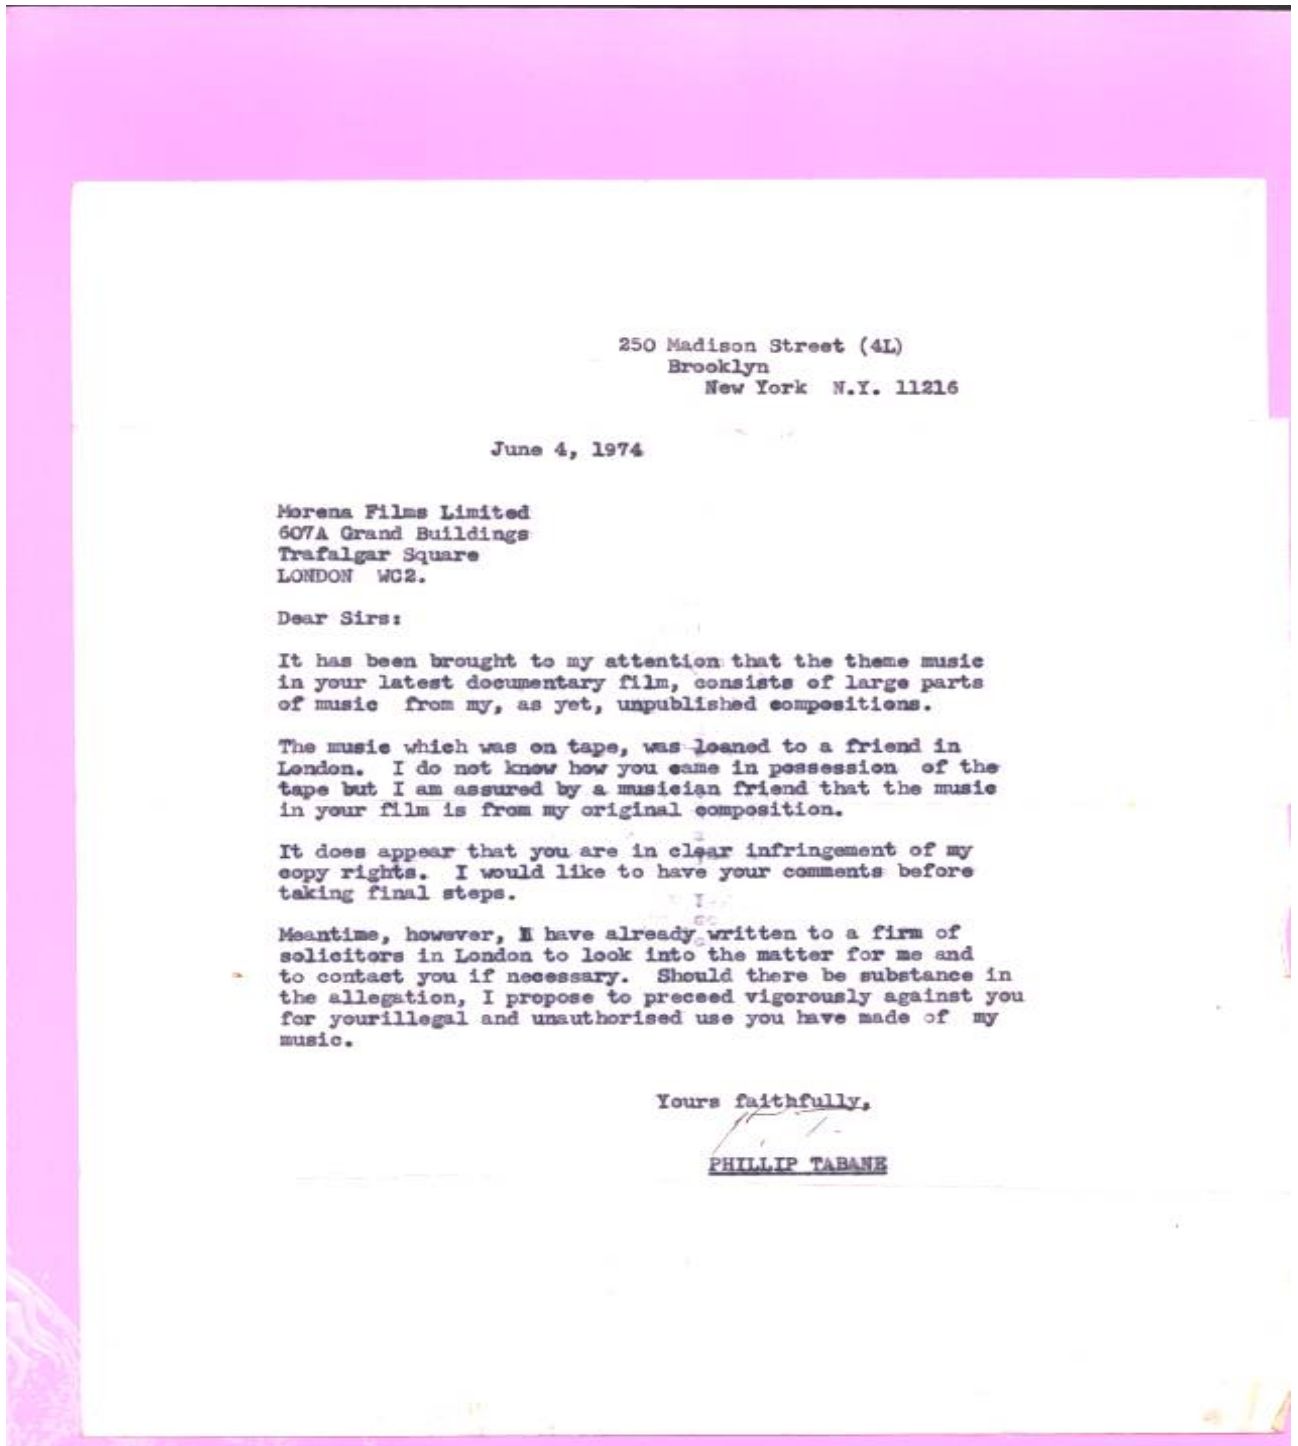 250 Madison Street (4L)
Brooklyn
New York N.Y. 11216
June 4, 1974
Morena Films Limited
607A Grand Buildings
Trafalgar Square
LONDON WC2.
Dear Sirs:
It has been brought to my attention that the theme music
in your latest documentary film, consists of large parts
of music from my, as yet, unpublished compositions.
The music which was on tape, was loaned to a friend in
London. I do not know how you came in possession of the
tape but I am assured by a musician friend that the music
in your film is from my original composition.
It does appear that you are in clear infringement of my
copy rights. I would like to have your comments before
taking final steps.
Meantime, however, I have already written to a firm of
solicitors in London to look into the matter for me and
to contact you if necessary. Should there be substance in
the allegation, I propose to preceed vigorously against you
for yourillegal and unauthorised use you have made of my
music.
Yours faithfully,
PHILLIP TABANE